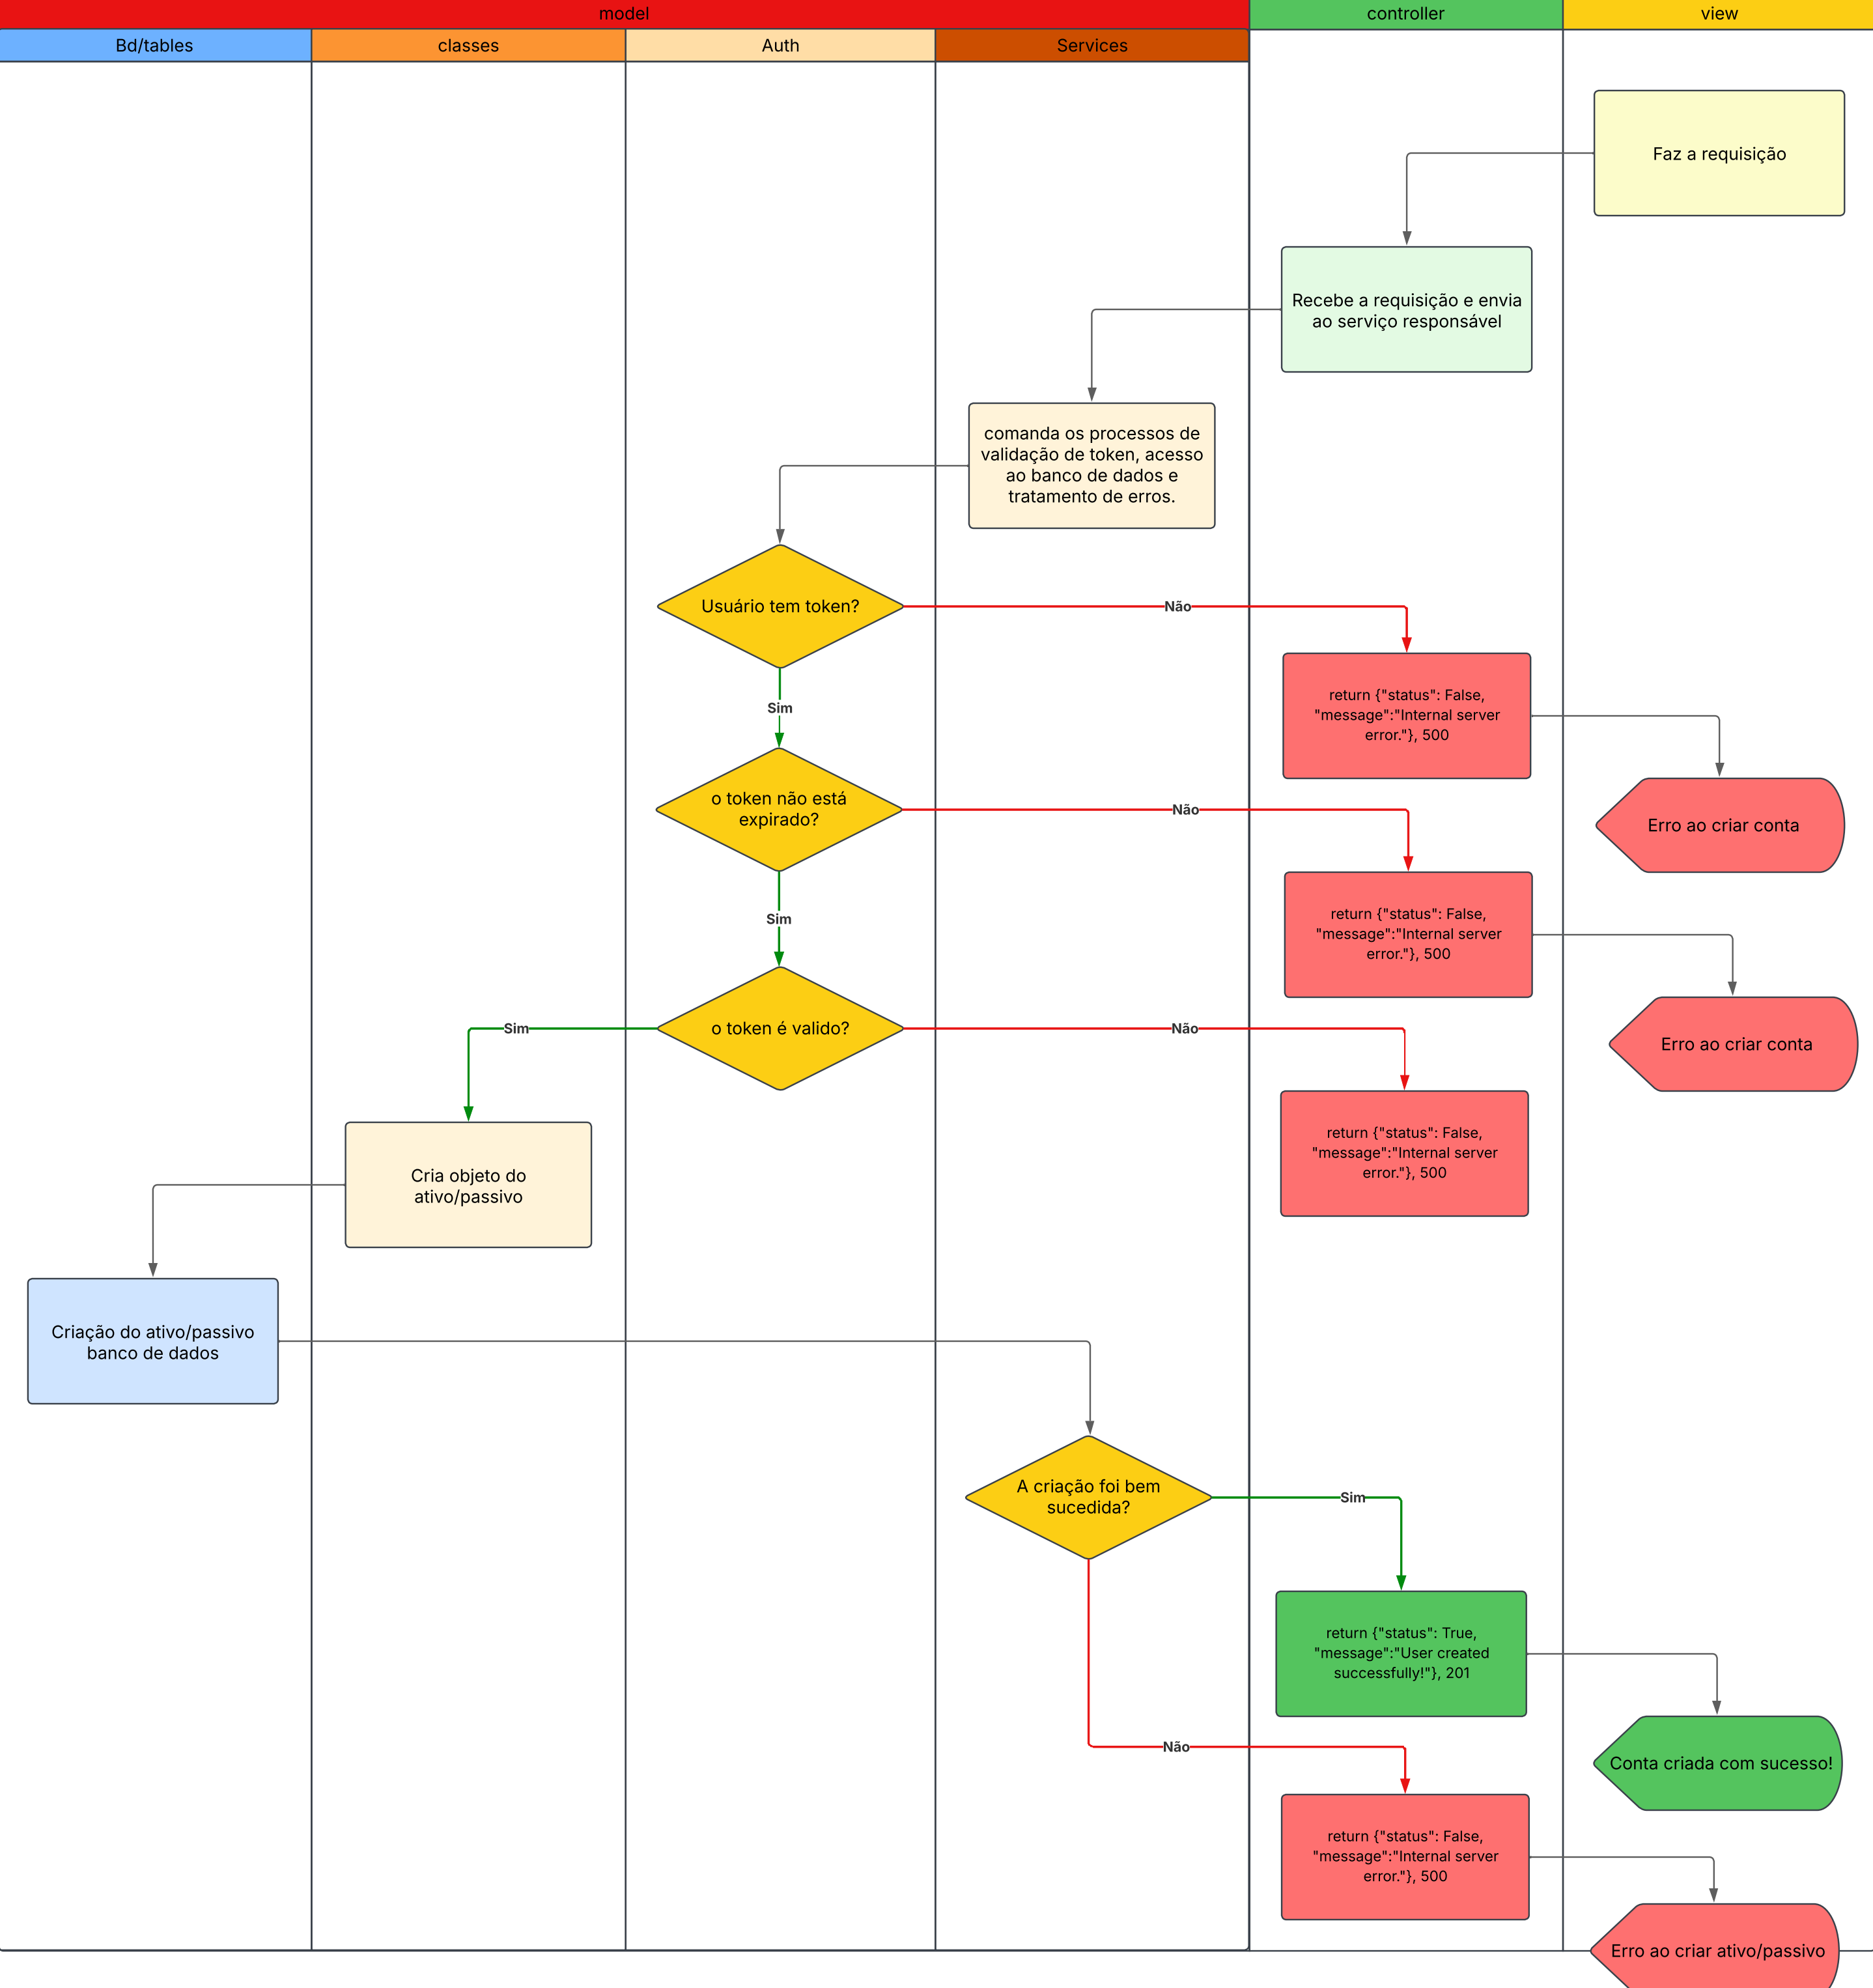 model
controller
view
Bd/tables
classes
Auth
Services
Faz a requisição
Recebe a requisição e envia
ao serviço responsável
comanda os processos de
validação de token, acesso
ao banco de dados e
tratamento de erros.
Usuário tem token?
Não
return {"status": False,
"message":"Internal server
error."}, 500
Sim
Erro ao criar conta
o token não está
expirado?
Não
return {"status": False,
"message":"Internal server
error."}, 500
Sim
Erro ao criar conta
o token é valido?
Sim
Não
return {"status": False,
"message":"Internal server
error."}, 500
Cria objeto do
ativo/passivo
Criação do ativo/passivo
banco de dados
A criação foi bem
sucedida?
Sim
return {"status": True,
"message":"User created
successfully!"}, 201
Conta criada com sucesso!
Não
return {"status": False,
"message":"Internal server
error."}, 500
Erro ao criar ativo/passivo